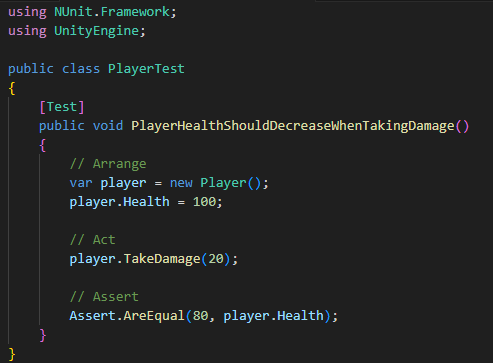 using NUnit.Framework;
using UnityEngine;
public class PlayerTest
{
[Test]
public void PlayerHealthShouldDecreaseWhenTakingDamage()
{
// Arrange
var player = new Player();
player.Health = 100;
// Act
player.TakeDamage(20);
// Assert
Assert.AreEqual(80, player.Health);
}
}